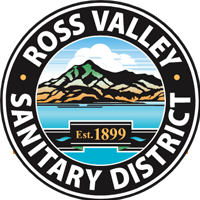 ROSS VALLEY
Est. 1899
SANITARY DISTRICT